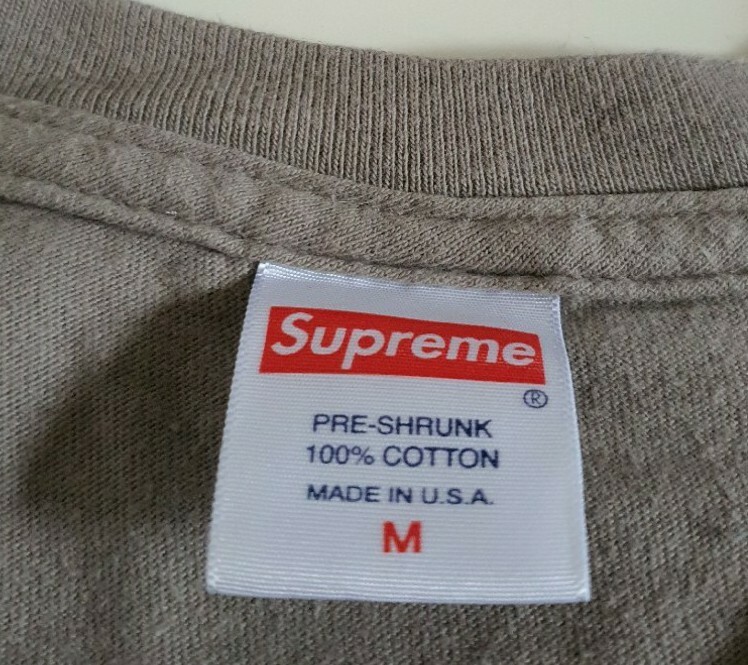 Supreme
®
PRE-SHRUNK
100% COTTON
MADE IN U.S.A.
M